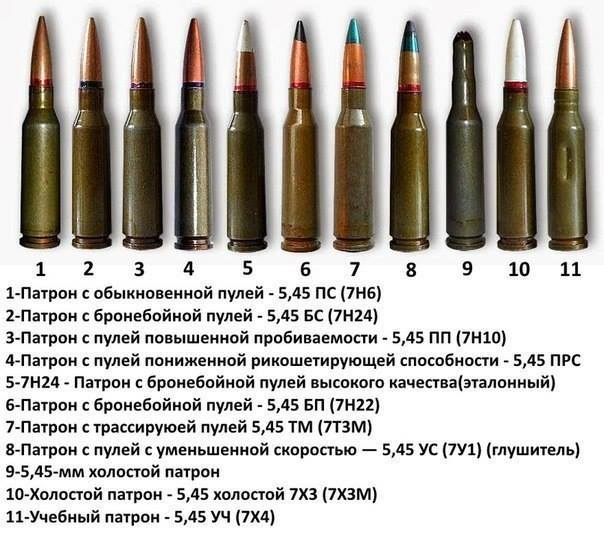 1 2 3 4 5 6 7 8 9 10 11
1-Патрон с обыкновенной пулей - 5,45 ПС (7Н6)
2-Патрон с бронебойной пулей - 5,45 БС (7Н24)
3-Патрон с пулей повышенной пробиваемости - 5,45 ПП (7Н10)
4-Патрон с пулей пониженной рикошетирующей способности - 5,45 ПРС
5-7Н24 - Патрон с бронебойной пулей высокого качества(эталонный)
6-Патрон с бронебойной пулей - 5,45 БП (7Н22)
7-Патрон с трассируюей пулей 5,45 ТМ (7Т3М)
8-Патрон с пулей с уменьшенной скоростью — 5,45 УС (7У1) (глушитель)
9-5,45-мм холостой патрон
10-Холостой патрон - 5,45 холостой 7Х3 (7Х3М)
11-Учебный патрон - 5,45 УЧ (7Х4)